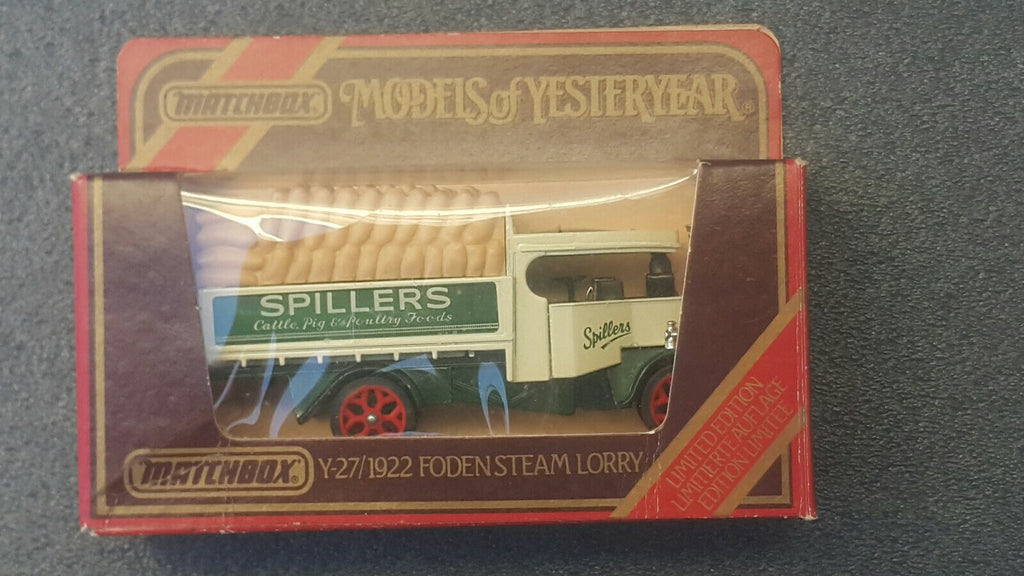 MATCHBOX MODELS of YESTERYEAR ®
SPILLERS
Cattle, Pig & Poultry Foods
Spillers
MATCHBOX ® Y-27/1922 FODEN STEAM LORRY
LIMITED EDITION
LIMITIERTE AUFLAGE
EDITION LIMITEE